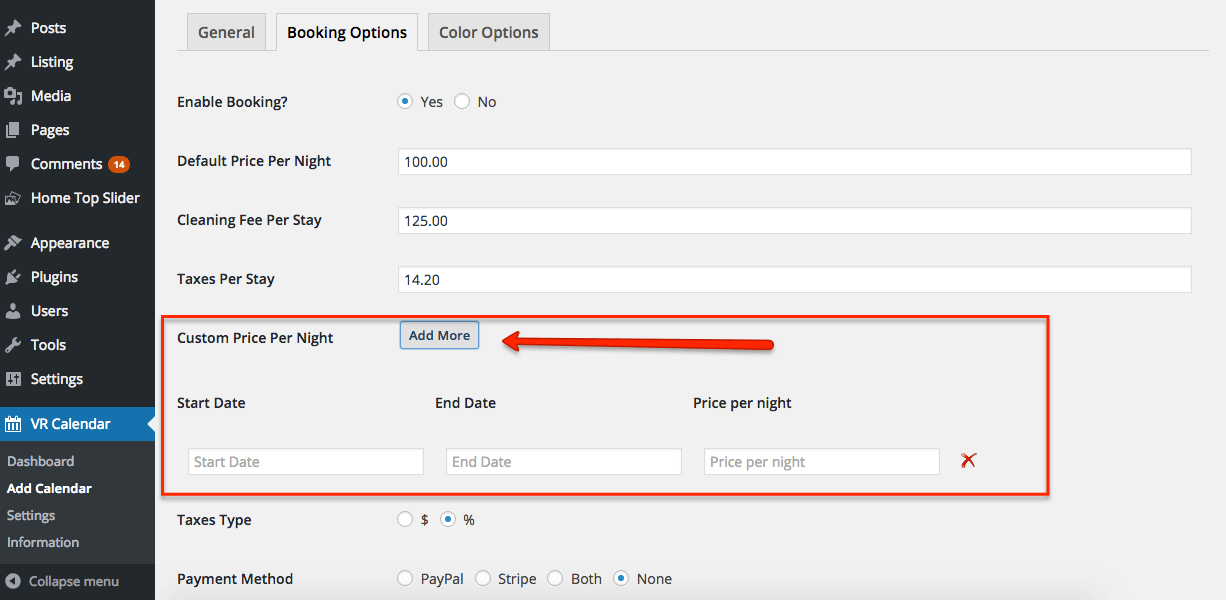 Posts
Listing
Media
Pages
Comments 14
Home Top Slider
Appearance
Plugins
Users
Tools
Settings
VR Calendar
Dashboard
Add Calendar
Settings
Information
Collapse menu
General Booking Options Color Options
Enable Booking? Yes No
Default Price Per Night 100.00
Cleaning Fee Per Stay 125.00
Taxes Per Stay 14.20
Custom Price Per Night Add More
Start Date End Date Price per night
Start Date End Date Price per night
Taxes Type $ %
Payment Method PayPal Stripe Both None